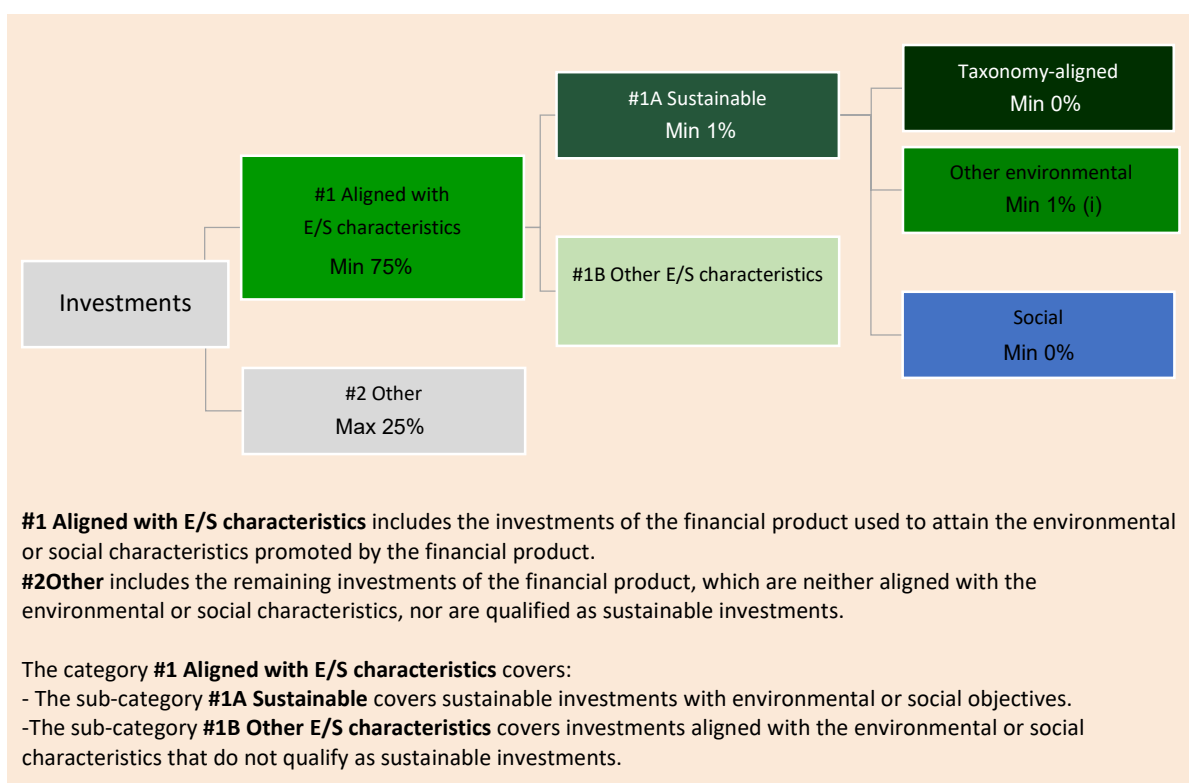 Investments
#1 Aligned with
E/S characteristics
Min 75%
#2 Other
Max 25%
#1A Sustainable
Min 1%
#1B Other E/S characteristics
Taxonomy-aligned
Min 0%
Other environmental
Min 1% (i)
Social
Min 0%
#1 Aligned with E/S characteristics includes the investments of the financial product used to attain the environmental
or social characteristics promoted by the financial product.
#2Other includes the remaining investments of the financial product, which are neither aligned with the
environmental or social characteristics, nor are qualified as sustainable investments.
The category #1 Aligned with E/S characteristics covers:
- The sub-category #1A Sustainable covers sustainable investments with environmental or social objectives.
-The sub-category #1B Other E/S characteristics covers investments aligned with the environmental or social
characteristics that do not qualify as sustainable investments.